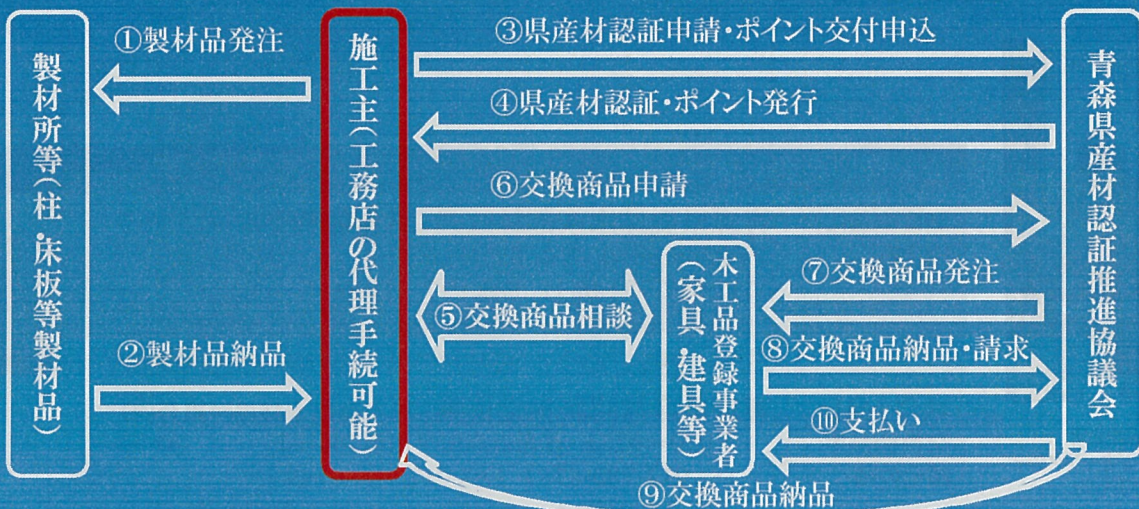 製材所等(柱、床板等製材品)
①製材品発注
②製材品納品
施工主(工務店の代理手続可能)
③県産材認証申請・ポイント交付申込
④県産材認証・ポイント発行
⑥交換商品申請
⑤交換商品相談
木工品登録事業者
(家具、建具等)
⑦交換商品発注
⑧交換商品納品・請求
⑩支払い
⑨交換商品納品
青森県産材認証推進協議会